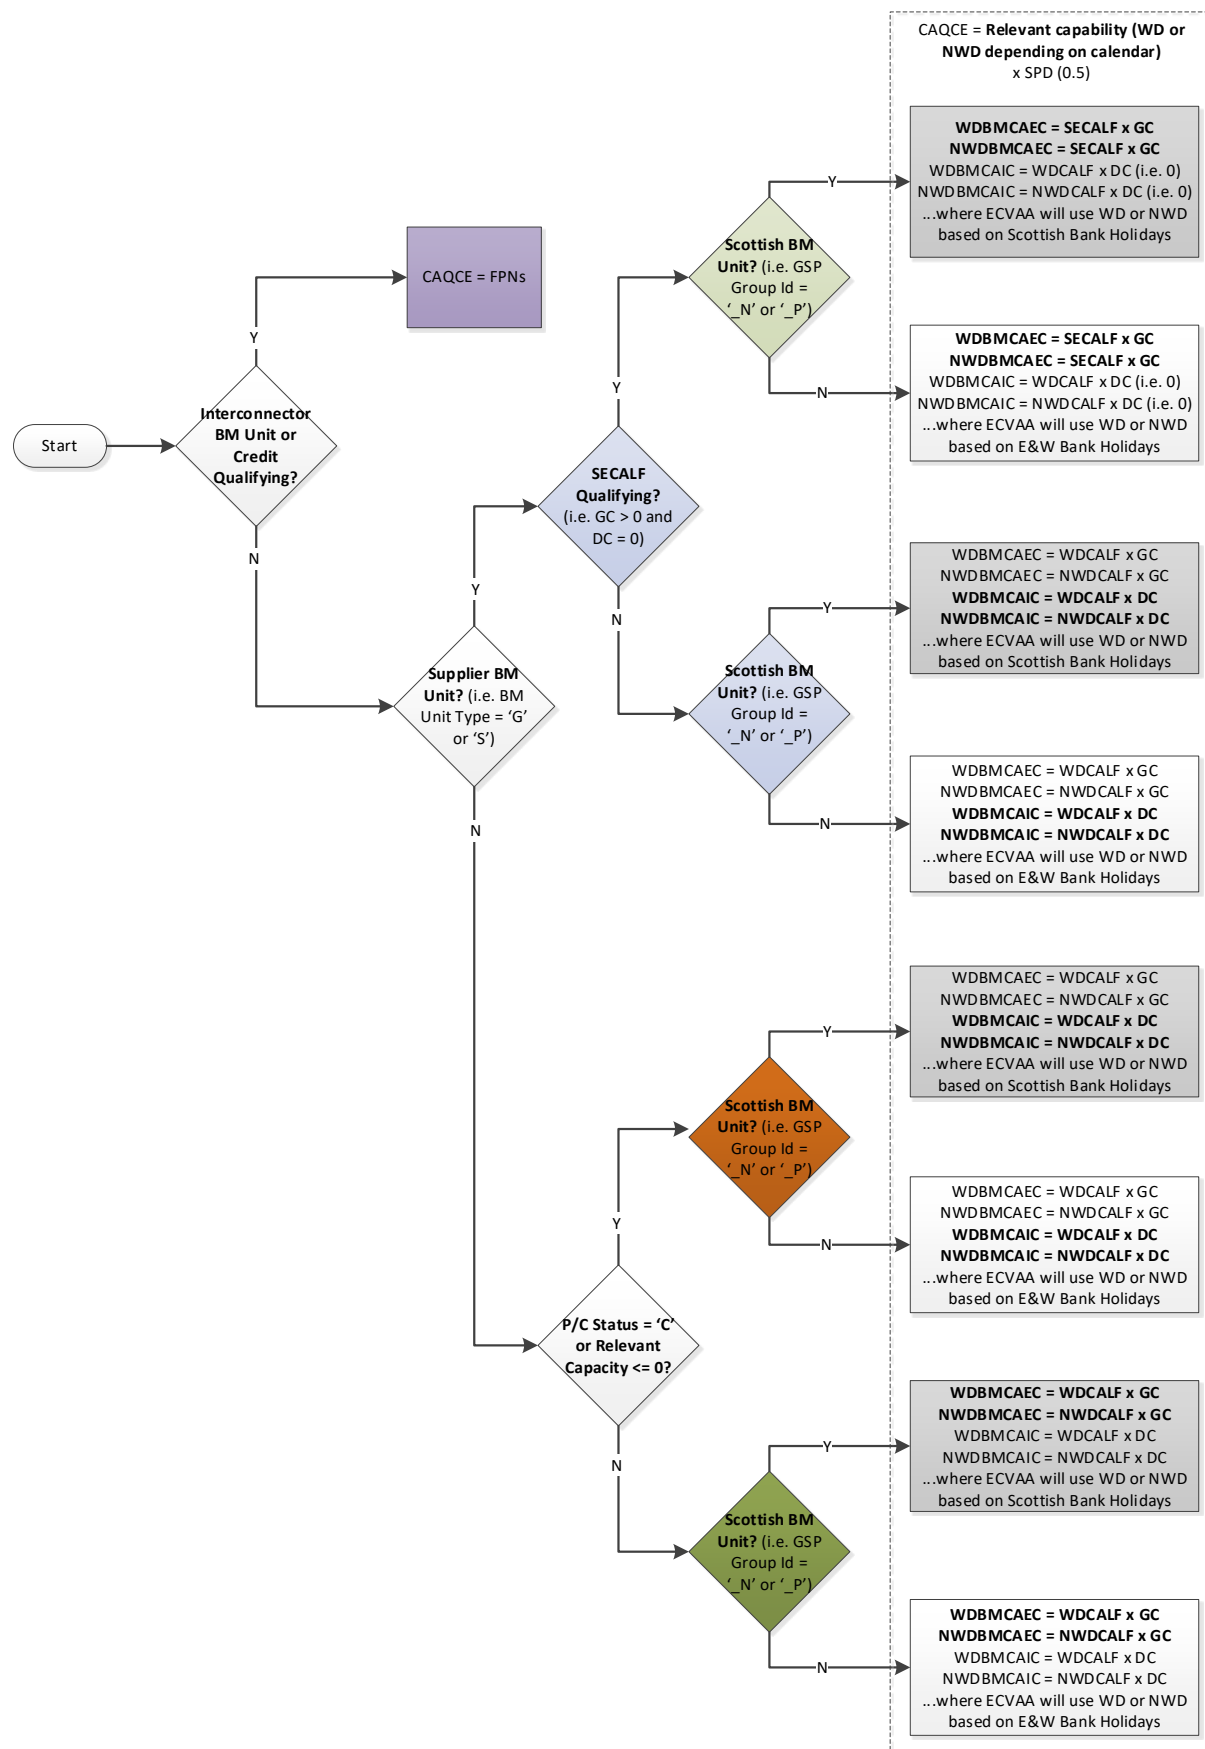 CAQCE = Relevant capability (WD or
NWD depending on calendar)
x SPD (0.5)
WDBMCAEC = SECALF x GC
NWDBMCAEC = SECALF x GC
WDBMCAIC = WDCALF x DC (i.e. 0)
NWDBMCAIC = NWDCALF x DC (i.e. 0)
...where ECVAA will use WD or NWD
based on Scottish Bank Holidays
Y
Scottish BM
Unit? (i.e. GSP
Group Id =
‘_N’ or ‘_P’)
CAQCE = FPNs
Y
N
WDBMCAEC = SECALF x GC
NWDBMCAEC = SECALF x GC
WDBMCAIC = WDCALF x DC (i.e. 0)
NWDBMCAIC = NWDCALF x DC (i.e. 0)
...where ECVAA will use WD or NWD
based on E&W Bank Holidays
Y
Start
Interconnector
BM Unit or
Credit
Qualifying?
SECALF
Qualifying?
(i.e. GC > 0 and
DC = 0)
N
Y
N
WDBMCAEC = WDCALF x GC
NWDBMCAEC = NWDCALF x GC
WDBMCAIC = WDCALF x DC
NWDBMCAIC = NWDCALF x DC
...where ECVAA will use WD or NWD
based on Scottish Bank Holidays
Y
Supplier BM
Unit? (i.e. BM
Unit Type = ‘G’
or ‘S’)
Scottish BM
Unit? (i.e. GSP
Group Id =
‘_N’ or ‘_P’)
N
N
WDBMCAEC = WDCALF x GC
NWDBMCAEC = NWDCALF x GC
WDBMCAIC = WDCALF x DC
NWDBMCAIC = NWDCALF x DC
...where ECVAA will use WD or NWD
based on E&W Bank Holidays
WDBMCAEC = WDCALF x GC
NWDBMCAEC = NWDCALF x GC
WDBMCAIC = WDCALF x DC
NWDBMCAIC = NWDCALF x DC
...where ECVAA will use WD or NWD
based on Scottish Bank Holidays
Y
Scottish BM
Unit? (i.e. GSP
Group Id =
‘_N’ or ‘_P’)
Y
N
WDBMCAEC = WDCALF x GC
NWDBMCAEC = NWDCALF x GC
WDBMCAIC = WDCALF x DC
NWDBMCAIC = NWDCALF x DC
...where ECVAA will use WD or NWD
based on E&W Bank Holidays
P/C Status = ‘C’
or Relevant
Capacity <= 0?
N
WDBMCAEC = WDCALF x GC
NWDBMCAEC = NWDCALF x GC
WDBMCAIC = WDCALF x DC
NWDBMCAIC = NWDCALF x DC
...where ECVAA will use WD or NWD
based on Scottish Bank Holidays
Y
Scottish BM
Unit? (i.e. GSP
Group Id =
‘_N’ or ‘_P’)
N
WDBMCAEC = WDCALF x GC
NWDBMCAEC = NWDCALF x GC
WDBMCAIC = WDCALF x DC
NWDBMCAIC = NWDCALF x DC
...where ECVAA will use WD or NWD
based on E&W Bank Holidays